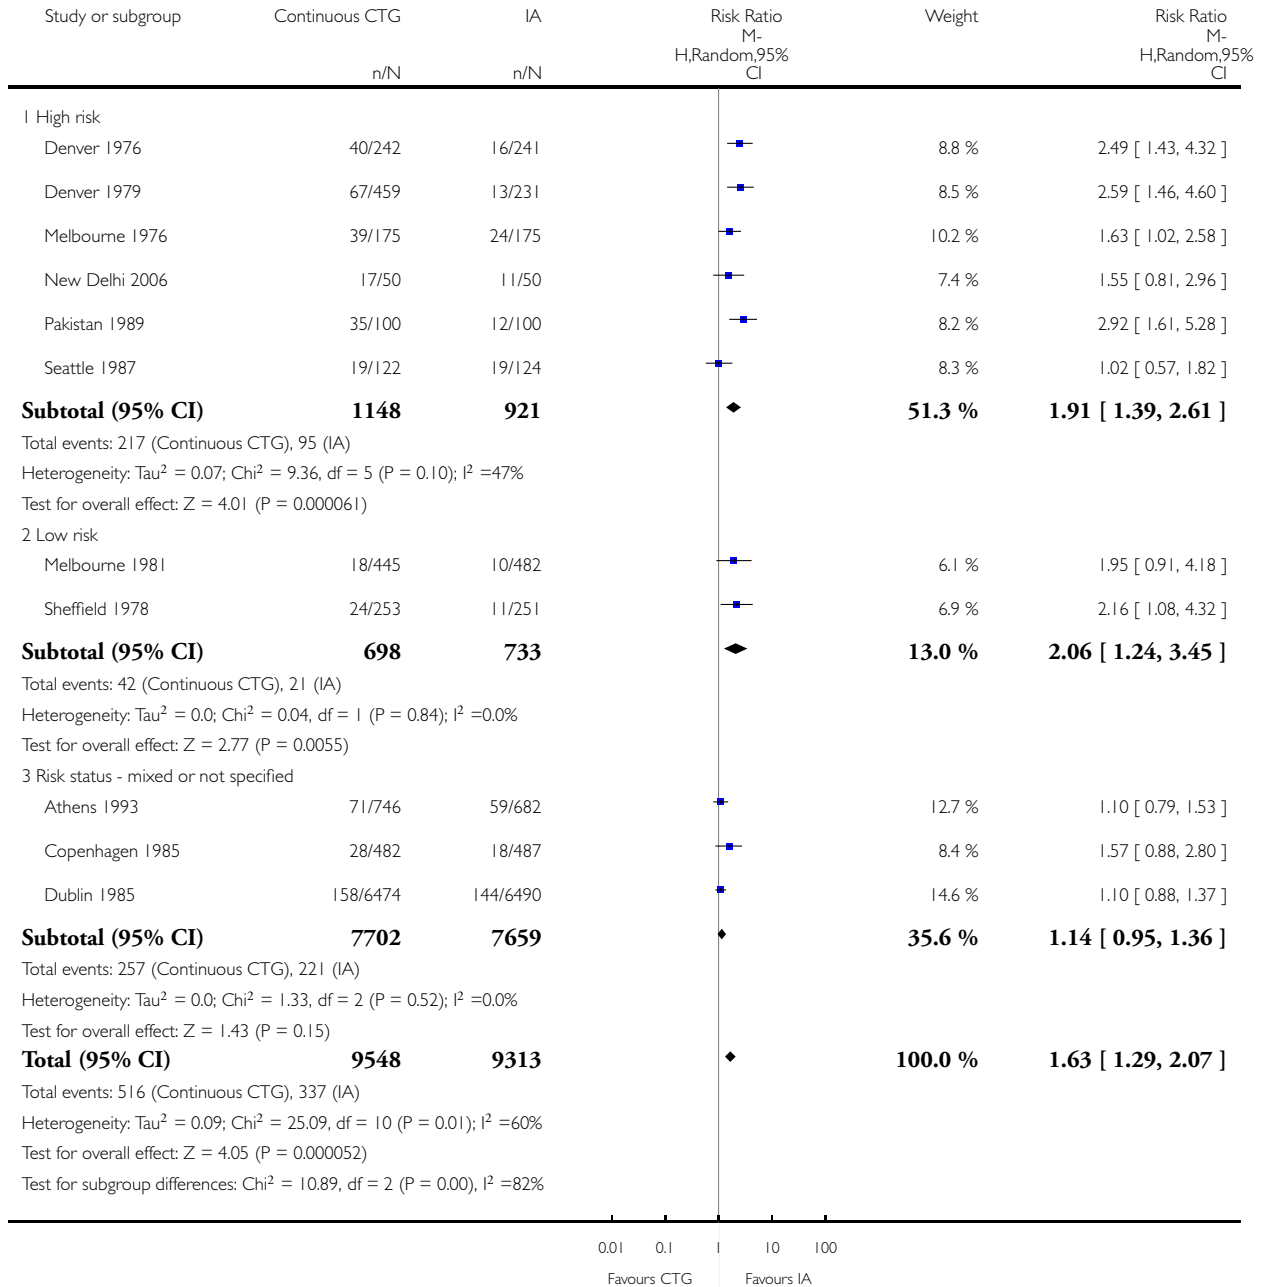 Study or subgroup Continuous CTG IA Risk Ratio Weight Risk Ratio
M- M-
H,Random,95% H,Random,95%
n/N n/N CI CI
1 High risk
Denver 1976 40/242 16/241 8.8 % 2.49 [ 1.43, 4.32 ]
Denver 1979 67/459 13/231 8.5 % 2.59 [ 1.46, 4.60 ]
Melbourne 1976 39/175 24/175 10.2 % 1.63 [ 1.02, 2.58 ]
New Delhi 2006 17/50 11/50 7.4 % 1.55 [ 0.81, 2.96 ]
Pakistan 1989 35/100 12/100 8.2 % 2.92 [ 1.61, 5.28 ]
Seattle 1987 19/122 19/124 8.3 % 1.02 [ 0.57, 1.82 ]
Subtotal (95% CI) 1148 921 51.3 % 1.91 [ 1.39, 2.61 ]
Total events: 217 (Continuous CTG), 95 (IA)
Heterogeneity: Tau² = 0.07; Chi² = 9.36, df = 5 (P = 0.10); I² =47%
Test for overall effect: Z = 4.01 (P = 0.000061)
2 Low risk
Melbourne 1981 18/445 10/482 6.1 % 1.95 [ 0.91, 4.18 ]
Sheffield 1978 24/253 11/251 6.9 % 2.16 [ 1.08, 4.32 ]
Subtotal (95% CI) 698 733 13.0 % 2.06 [ 1.24, 3.45 ]
Total events: 42 (Continuous CTG), 21 (IA)
Heterogeneity: Tau² = 0.0; Chi² = 0.04, df = 1 (P = 0.84); I² =0.0%
Test for overall effect: Z = 2.77 (P = 0.0055)
3 Risk status - mixed or not specified
Athens 1993 71/746 59/682 12.7 % 1.10 [ 0.79, 1.53 ]
Copenhagen 1985 28/482 18/487 8.4 % 1.57 [ 0.88, 2.80 ]
Dublin 1985 158/6474 144/6490 14.6 % 1.10 [ 0.88, 1.37 ]
Subtotal (95% CI) 7702 7659 35.6 % 1.14 [ 0.95, 1.36 ]
Total events: 257 (Continuous CTG), 221 (IA)
Heterogeneity: Tau² = 0.0; Chi² = 1.33, df = 2 (P = 0.52); I² =0.0%
Test for overall effect: Z = 1.43 (P = 0.15)
Total (95% CI) 9548 9313 100.0 % 1.63 [ 1.29, 2.07 ]
Total events: 516 (Continuous CTG), 337 (IA)
Heterogeneity: Tau² = 0.09; Chi² = 25.09, df = 10 (P = 0.01); I² =60%
Test for overall effect: Z = 4.05 (P = 0.000052)
Test for subgroup differences: Chi² = 10.89, df = 2 (P = 0.00), I² =82%
0.01 0.1 1 10 100
Favours CTG Favours IA